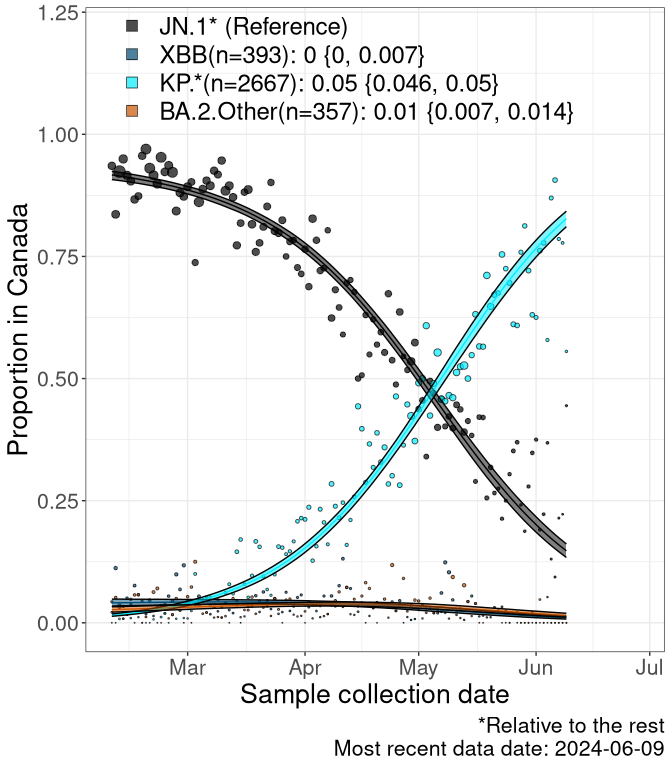 1.25
JN.1* (Reference)
XBB(n=393): 0 {0, 0.007}
KP.*(n=2667): 0.05 {0.046, 0.05}
BA.2.Other(n=357): 0.01 {0.007, 0.014}
1.00
0.75
0.50
0.25
0.00
Proportion in Canada
Mar Apr May Jun Jul
Sample collection date
*Relative to the rest
Most recent data date: 2024-06-09